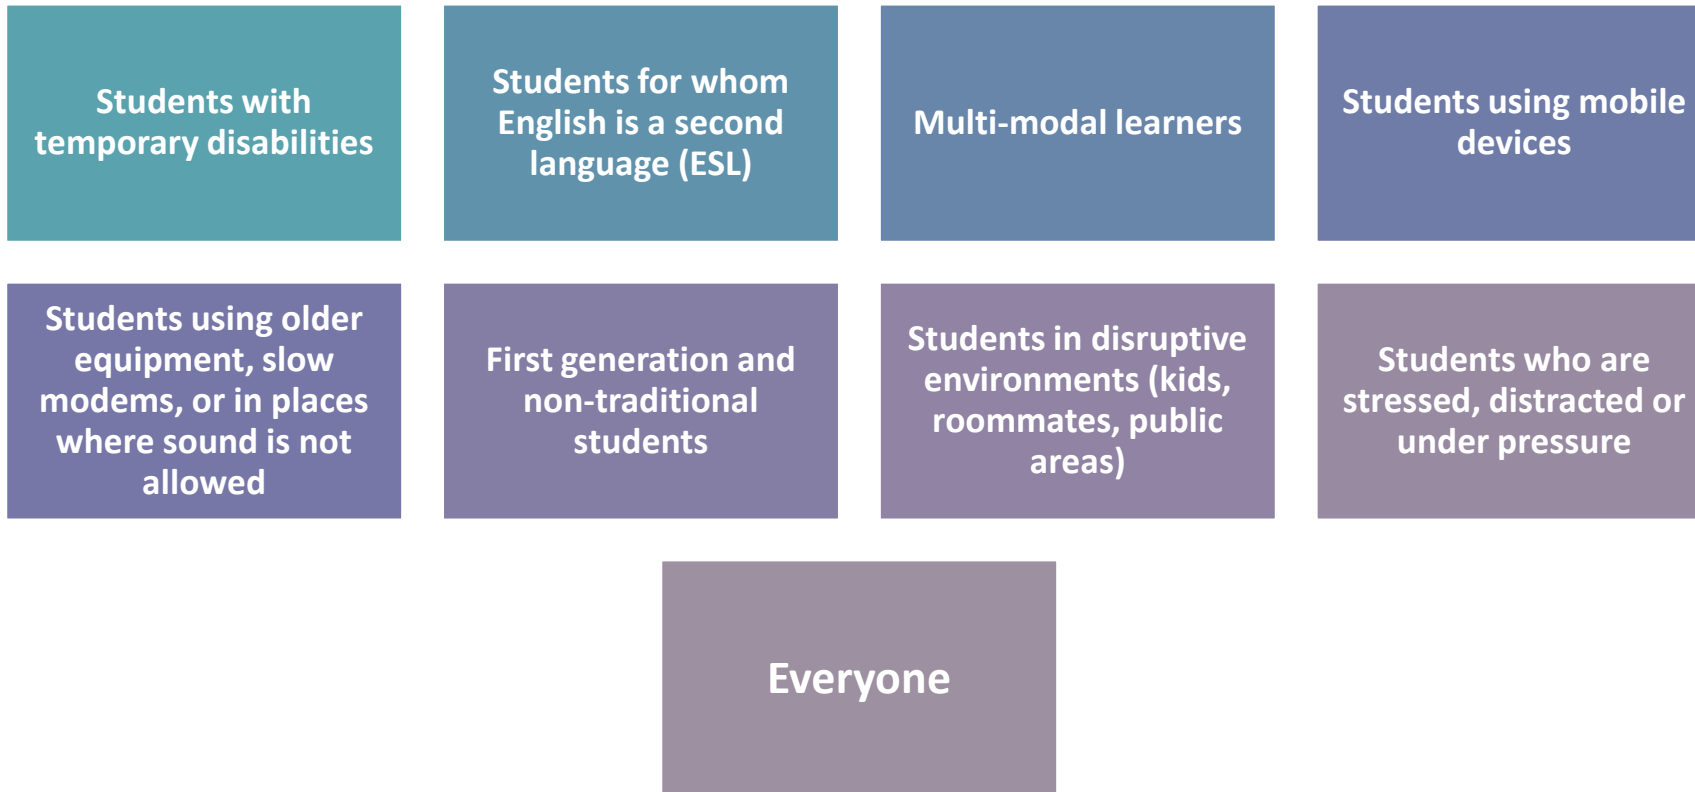 Students with
temporary disabilities
Students for whom
English is a second
language (ESL)
Multi-modal learners
Students using mobile
devices
Students using older
equipment, slow
modems, or in places
where sound is not
allowed
First generation and
non-traditional
students
Students in disruptive
environments (kids,
roommates, public
areas)
Students who are
stressed, distracted or
under pressure
Everyone